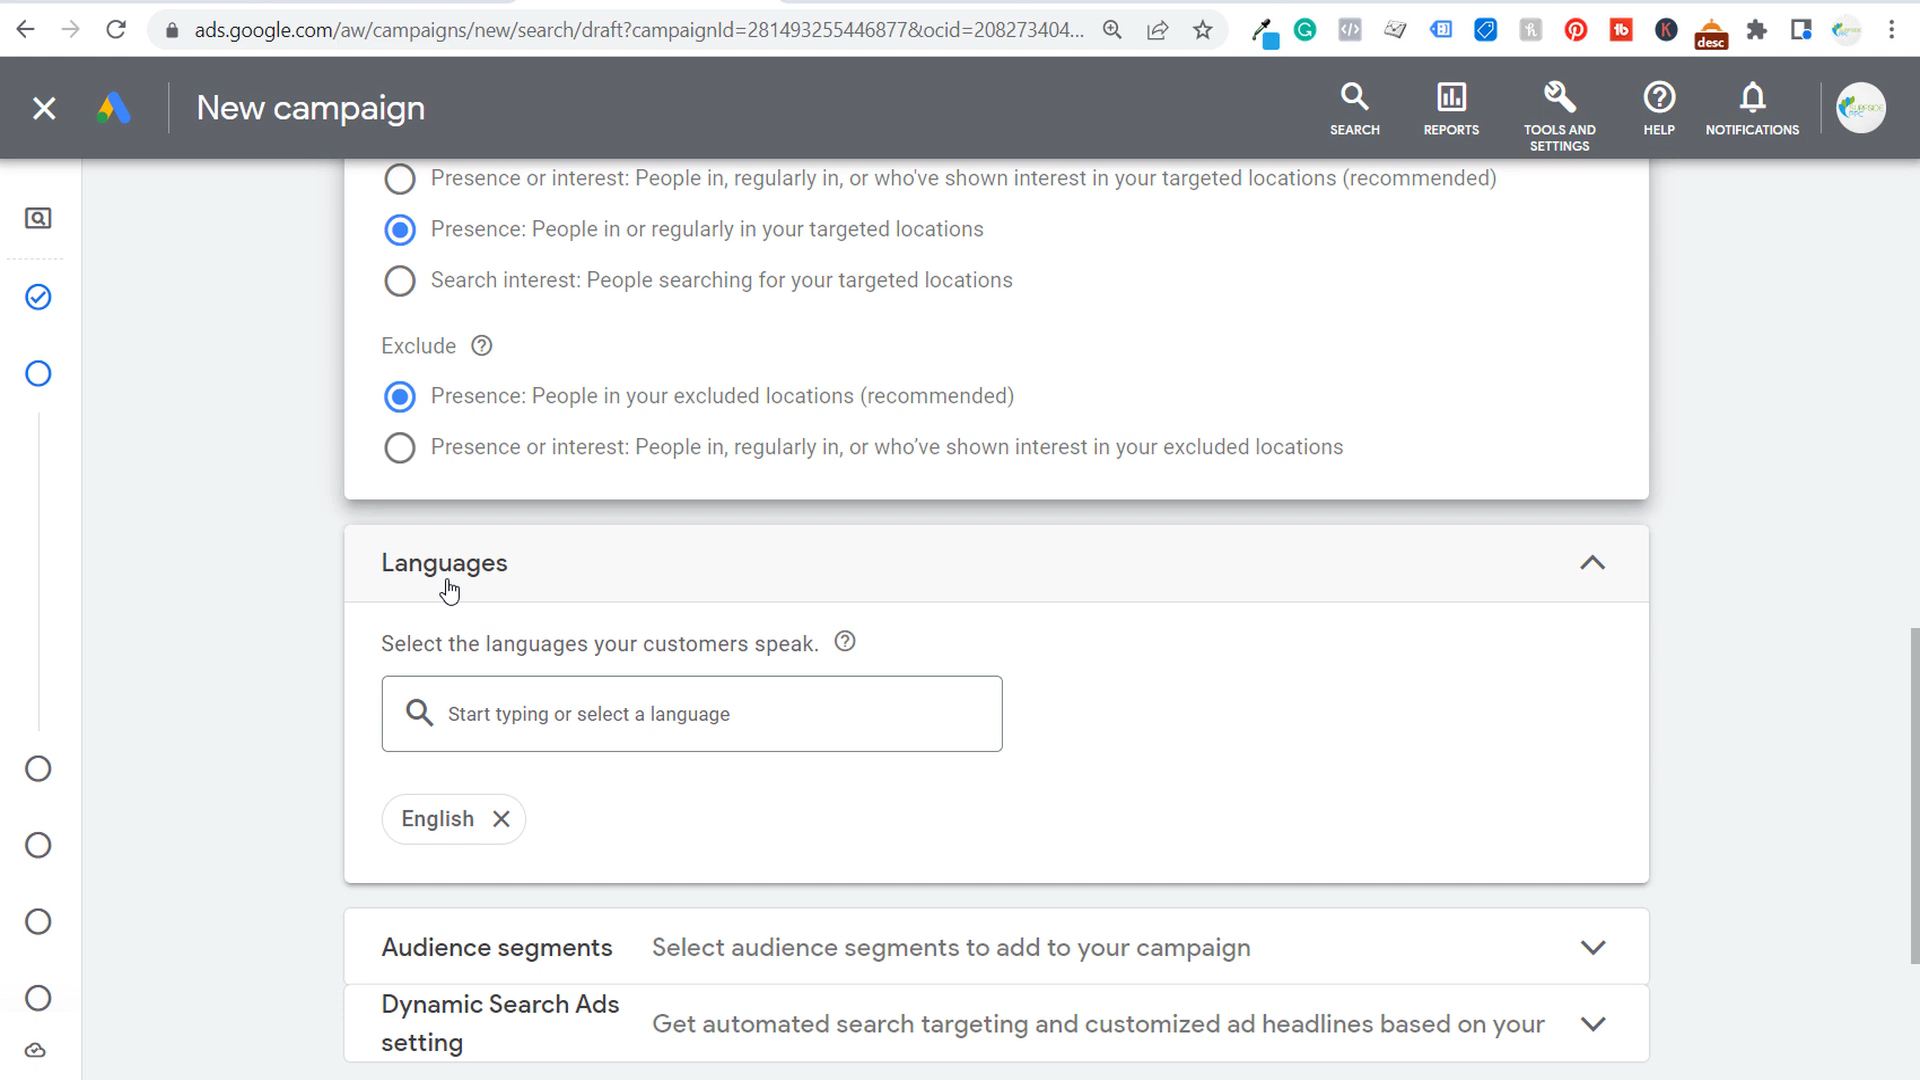 ads.google.com/aw/campaigns/new/search/draft?campaignId=281493255446877&ocid=208273404...
desc
New campaign
SEARCH
REPORTS
TOOLS AND
SETTINGS
HELP
NOTIFICATIONS
SURFSIDE
PPC
Presence or interest: People in, regularly in, or who've shown interest in your targeted locations (recommended)
Presence: People in or regularly in your targeted locations
Search interest: People searching for your targeted locations
Exclude
Presence: People in your excluded locations (recommended)
Presence or interest: People in, regularly in, or who’ve shown interest in your excluded locations
Languages
Select the languages your customers speak.
Start typing or select a language
English
Audience segments
Select audience segments to add to your campaign
Dynamic Search Ads
setting
Get automated search targeting and customized ad headlines based on your